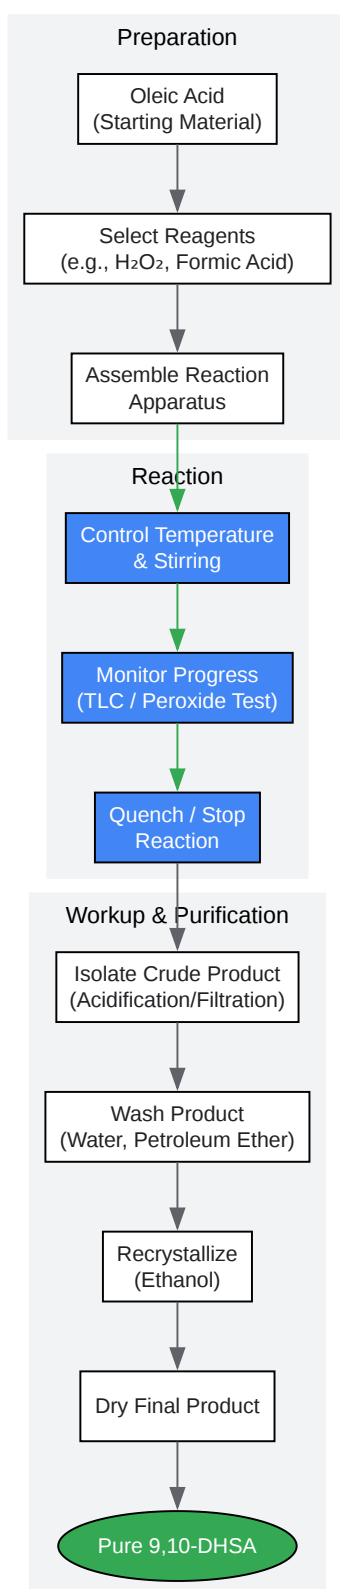 Preparation
Oleic Acid
(Starting Material)
Select Reagents
(e.g., H₂O₂, Formic Acid)
Assemble Reaction
Apparatus
Reaction
Control Temperature
& Stirring
Monitor Progress
(TLC / Peroxide Test)
Quench / Stop
Reaction
Workup & Purification
Isolate Crude Product
(Acidification/Filtration)
Wash Product
(Water, Petroleum Ether)
Recrystallize
(Ethanol)
Dry Final Product
Pure 9,10-DHSA